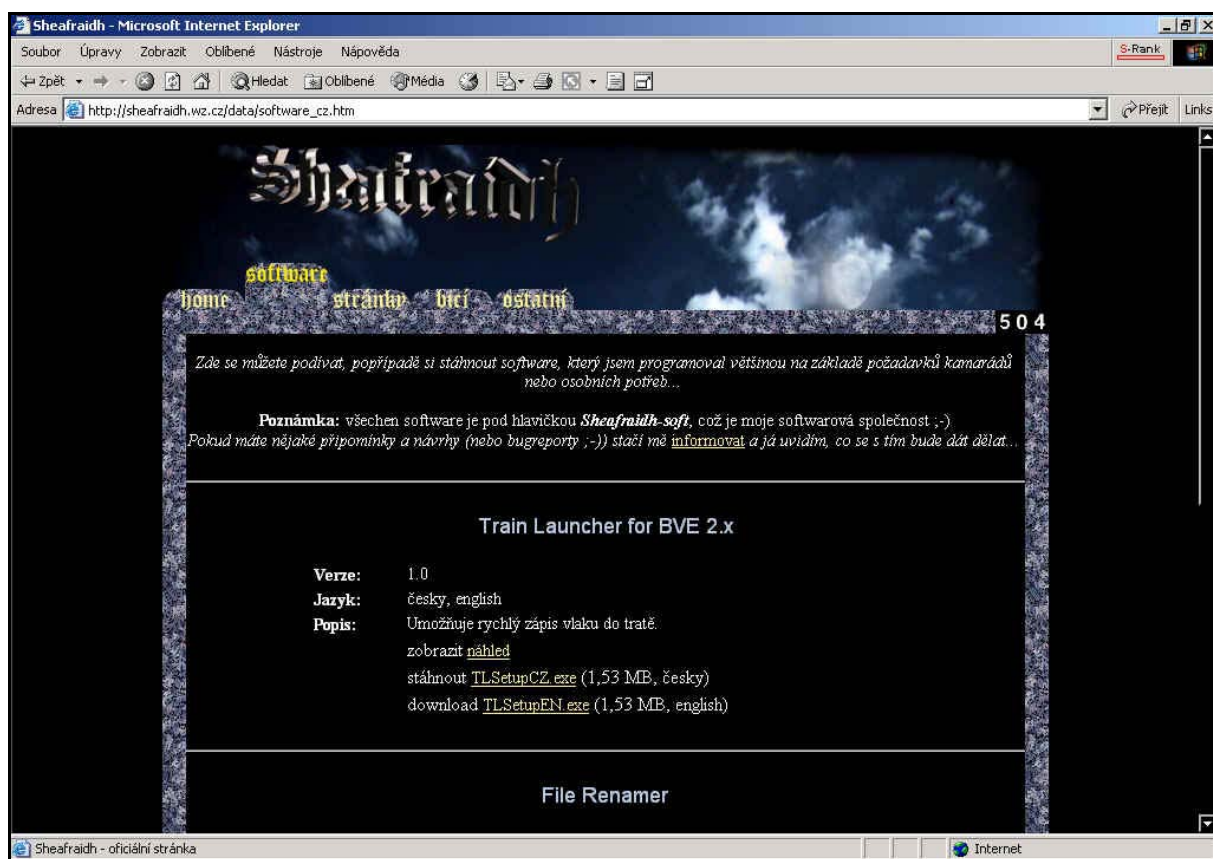 Sheafraidh - Microsoft Internet Explorer
Soubor Úpravy Zobrazit Oblíbené Nástroje Nápověda
S-Rank
Zpět Hledat Oblíbené Média
Adresa http://sheafraidh.wz.cz/data/software_cz.htm Přejít Links
Sheafraidh
software
home stránky bicí ostatní
504
Zde se můžete podívat, popřípadě si stáhnout software, který jsem programoval většinou na základě požadavků kamarádů
nebo osobních potřeb...
Poznámka: všechen software je pod hlavičkou Sheafraidh-soft, což je moje softwarová společnost ;-)
Pokud máte nějaké připomínky a návrhy (nebo bugreporty ;-)) stačí mě informovat a já uvidím, co se s tím bude dát dělat...
Train Launcher for BVE 2.x
Verze: 1.0
Jazyk: česky, english
Popis: Umožňuje rychlý zápis vlaku do tratě.
zobrazit náhled
stáhnout TLSetupCZ.exe (1,53 MB, česky)
download TLSetupEN.exe (1,53 MB, english)
File Renamer
Sheafraidh - oficiální stránka Internet